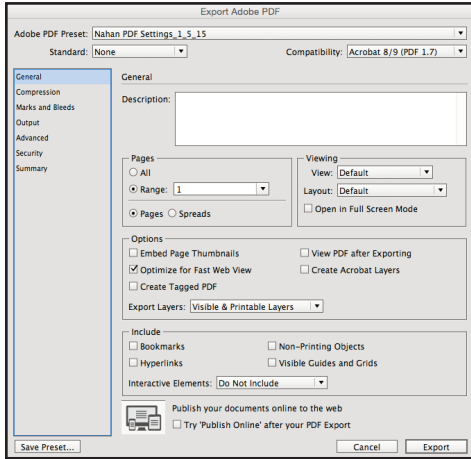 Export Adobe PDF
Adobe PDF Preset: Nahan PDF Settings_1_5_15
Standard: None Compatibility: Acrobat 8/9 (PDF 1.7)
General
Compression
Marks and Bleeds
Output
Advanced
Security
Summary
General
Description:
Pages
All
Range: 1
Pages Spreads
Viewing
View: Default
Layout: Default
Open in Full Screen Mode
Options
Embed Page Thumbnails View PDF after Exporting
Optimize for Fast Web View Create Acrobat Layers
Create Tagged PDF
Export Layers: Visible & Printable Layers
Include
Bookmarks Non-Printing Objects
Hyperlinks Visible Guides and Grids
Interactive Elements: Do Not Include
Publish your documents online to the web
Try 'Publish Online' after your PDF Export
Save Preset... Cancel Export